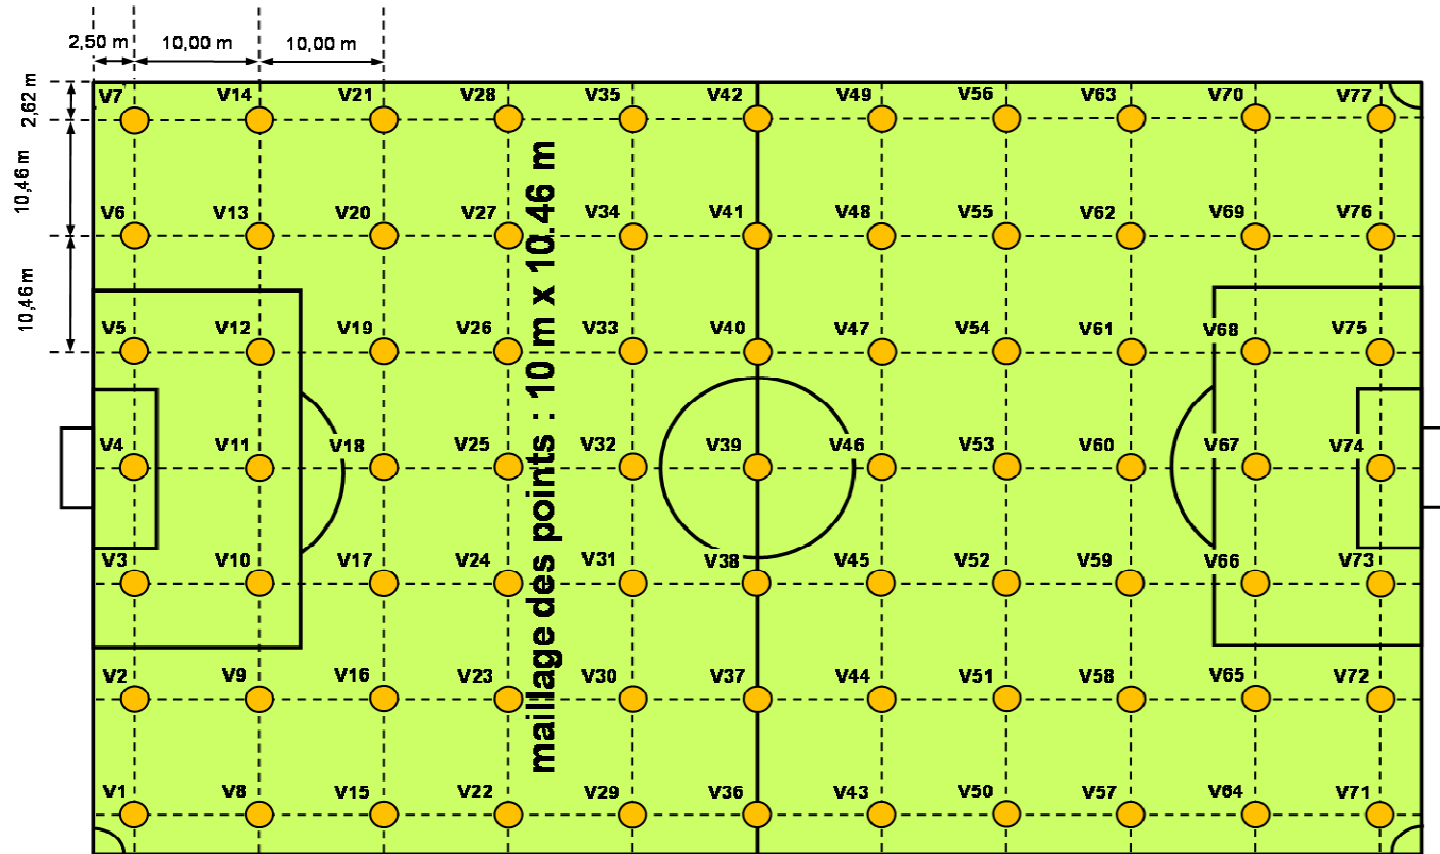 2,50 m 10,00 m 10,00 m
2,62 m
10,46 m
10,46 m
V7 V14 V21 V28 V35 V42 V49 V56 V63 V70 V77
V6 V13 V20 V27 V34 V41 V48 V55 V62 V69 V76
V5 V12 V19 V26 V33 V40 V47 V54 V61 V68 V75
V4 V11 V18 V25 V32 V39 V46 V53 V60 V67 V74
V3 V10 V17 V24 V31 V38 V45 V52 V59 V66 V73
V2 V9 V16 V23 V30 V37 V44 V51 V58 V65 V72
V1 V8 V15 V22 V29 V36 V43 V50 V57 V64 V71
maillage des points : 10 m x 10.46 m